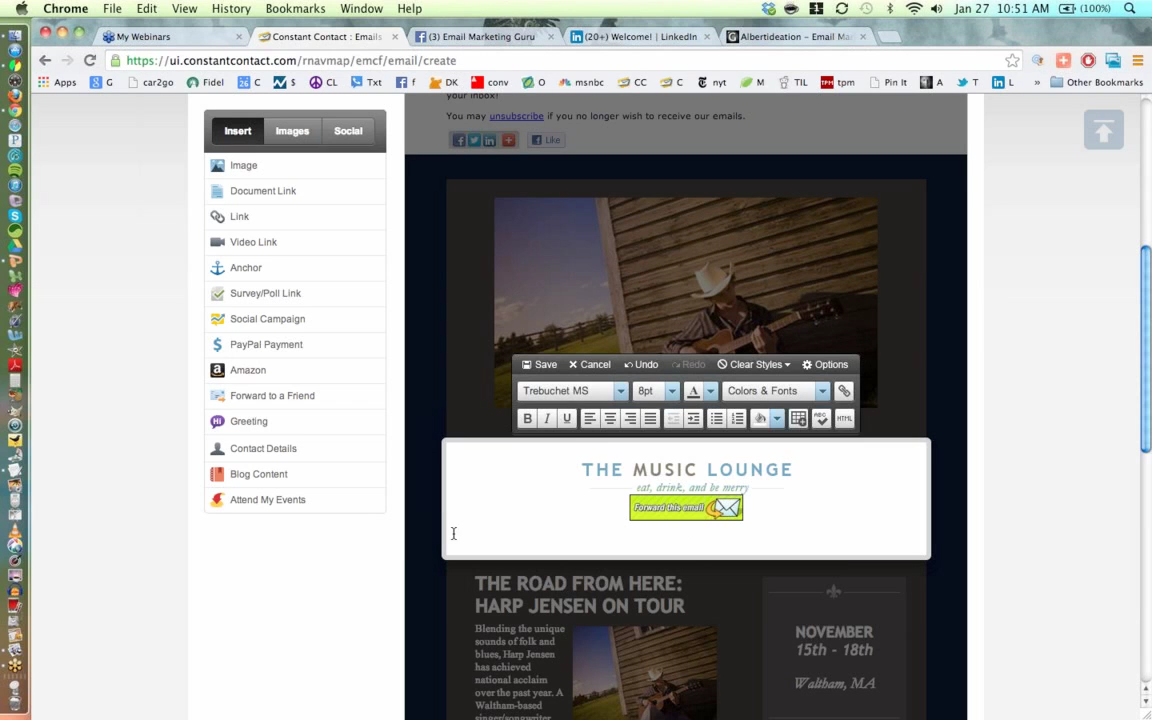 Chrome File Edit View History Bookmarks Window Help Jan 27 10:51 AM (100%)
My Webinars Constant Contact : Emails (3) Email Marketing Guru (20+) Welcome! | LinkedIn Albertideation – Email Ma
https://ui.constantcontact.com/rnavmap/emcf/email/create
Apps G car2go Fidel C $ CL Txt f DK conv O msnbc CC C nyt M TIL tpm Pin It A T L » Other Bookmarks
your inbox!
You may unsubscribe if you no longer wish to receive our emails.
Like
Insert Images Social
Image
Document Link
Link
Video Link
Anchor
Survey/Poll Link
Social Campaign
PayPal Payment
Amazon
Forward to a Friend
Greeting
Contact Details
Blog Content
Attend My Events
Save Cancel Undo Redo Clear Styles Options
Trebuchet MS 8pt A Colors & Fonts
B I U ABC HTML
THE MUSIC LOUNGE
eat, drink, and be merry
Forward this email
THE ROAD FROM HERE:
HARP JENSEN ON TOUR
Blending the unique
sounds of folk and
blues, Harp Jensen
has achieved
national acclaim
over the past year. A
Waltham-based
singer/songwriter
NOVEMBER
15th - 18th
Waltham, MA